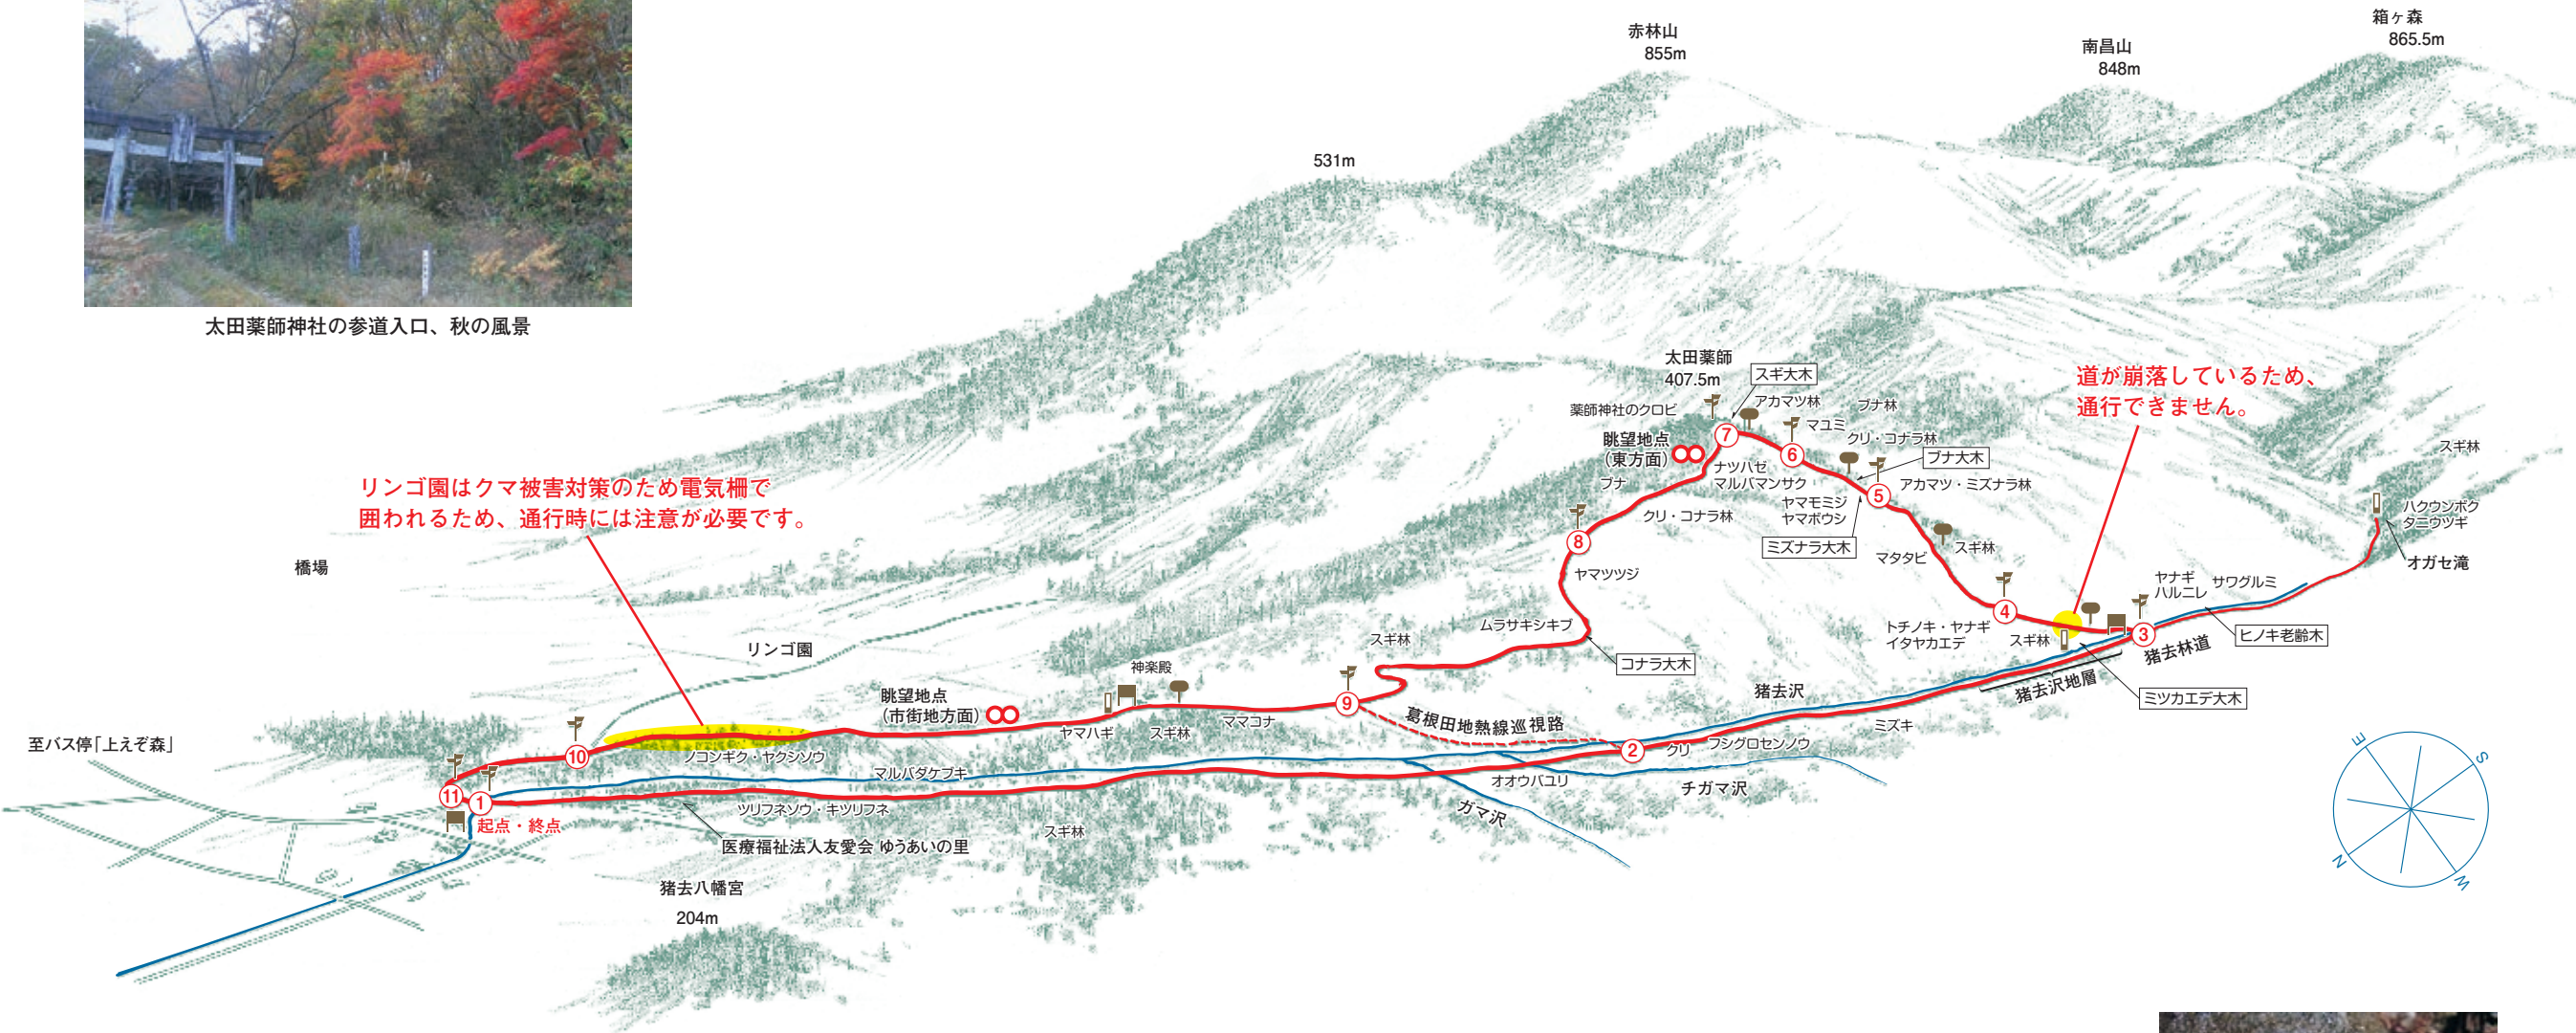 太田薬師神社の参道入口、秋の風景
赤林山
855m
南昌山
848m
箱ヶ森
865.5m
531m
太田薬師
407.5m
スギ大木
薬師神社のクロビ
アカマツ林
ブナ林
マユミ
クリ・コナラ林
眺望地点
(東方面)
ブナ大木
道が崩落しているため、
通行できません。
スギ林
リンゴ園はクマ被害対策のため電気柵で
囲われるため、通行時には注意が必要です。
ナツハゼ
マルバマンサク
ブナ
アカマツ・ミズナラ林
ヤマモミジ
ヤマボウシ
クリ・コナラ林
ミズナラ大木
ハクウンボク
タニウツギ
オガセ滝
7
6
5
8
橋場
ヤマツツジ
マタタビ
スギ林
ヤナギ
ハルニレ
サワグルミ
4
3
トチノキ・ヤナギ
イタヤカエデ
スギ林
ヒノキ老齢木
猪去林道
ムラサキシキブ
スギ林
コナラ大木
リンゴ園
神楽殿
猪去沢
猪去沢地層
ミツカエデ大木
眺望地点
(市街地方面)
9
ヤマハギ
スギ林
ママコナ
葛根田地熱線巡視路
2
クリ
フシグロセンノウ
ミズキ
至バス停「上えぞ森」
10
ノコンギク・ヤクシソウ
マルバダケブキ
オオウバユリ
チガマ沢
11
1
起点・終点
ツリフネソウ・キツリフネ
ガマ沢
スギ林
医療福祉法人友愛会 ゆうあいの里
猪去八幡宮
204m
E
S
N
W